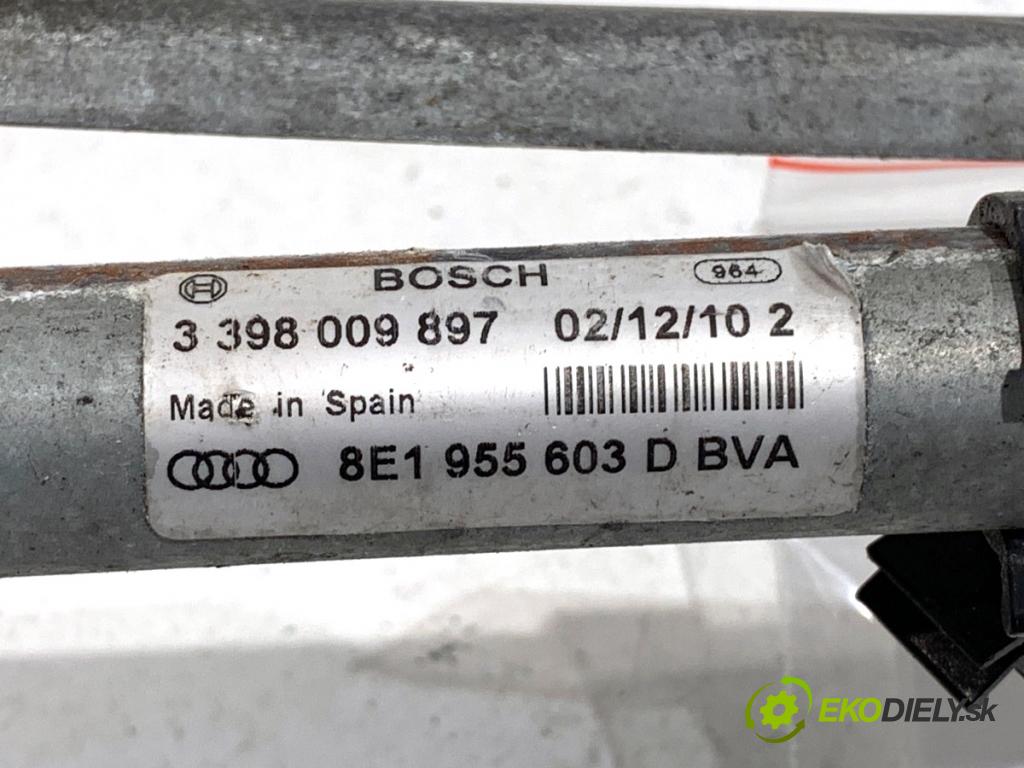 BOSCH 964
3 398 009 897 02/12/10 2
Made in Spain
8E1 955 603 D BVA
EKODIELY.sk